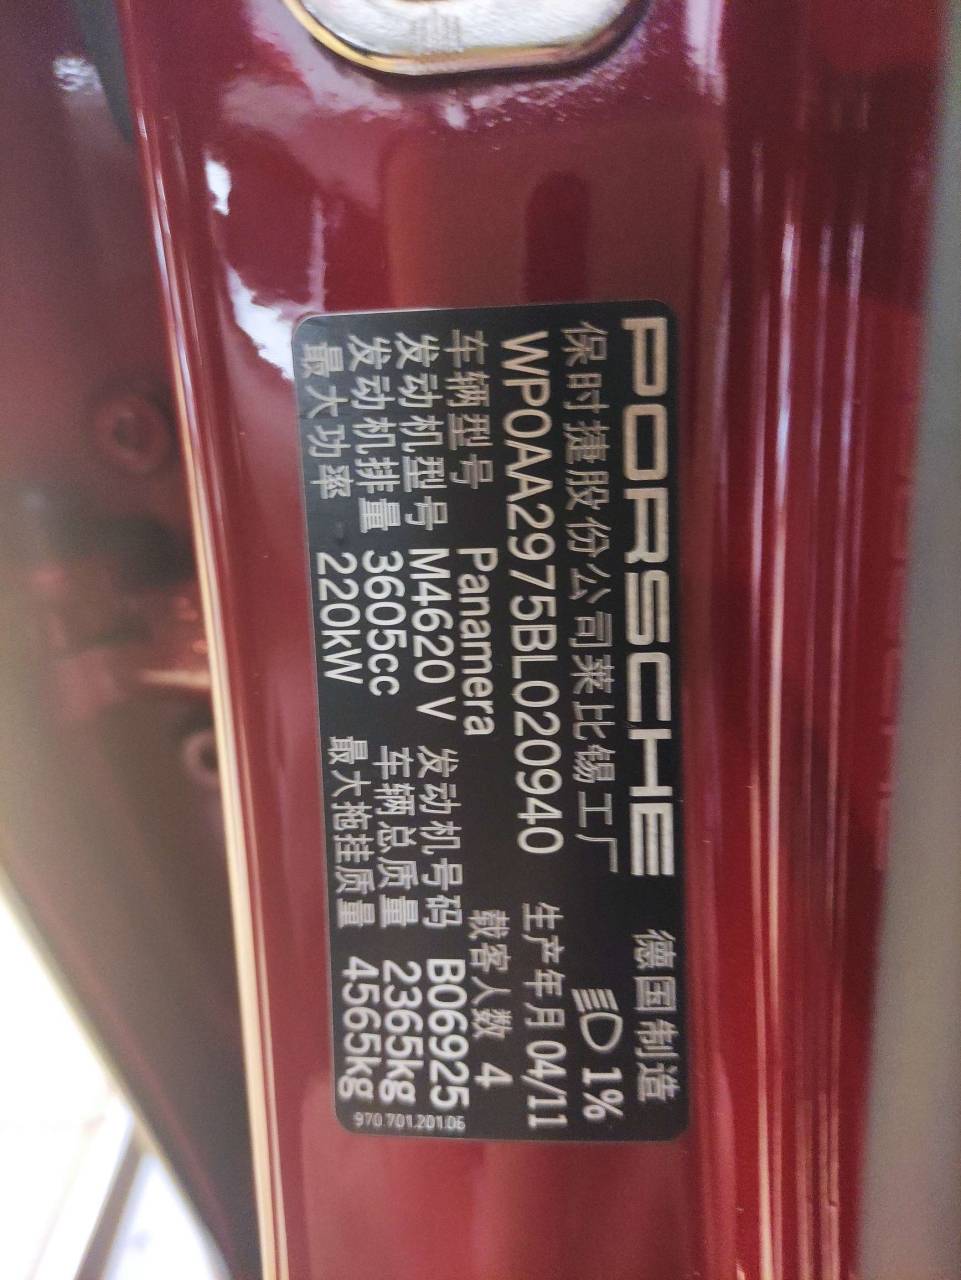 PORSCHE 德国制造
保时捷股份公司莱比锡工厂 1%
WP0AA2975BL020940 生产年月 04/11
车辆型号 Panamera 载客人数 4
发动机型号 M4620 V 发动机号码 B06925
发动机排量 3605cc 车辆总质量 2365kg
最大功率 220kW 最大拖挂质量 4565kg
970.701.201.06